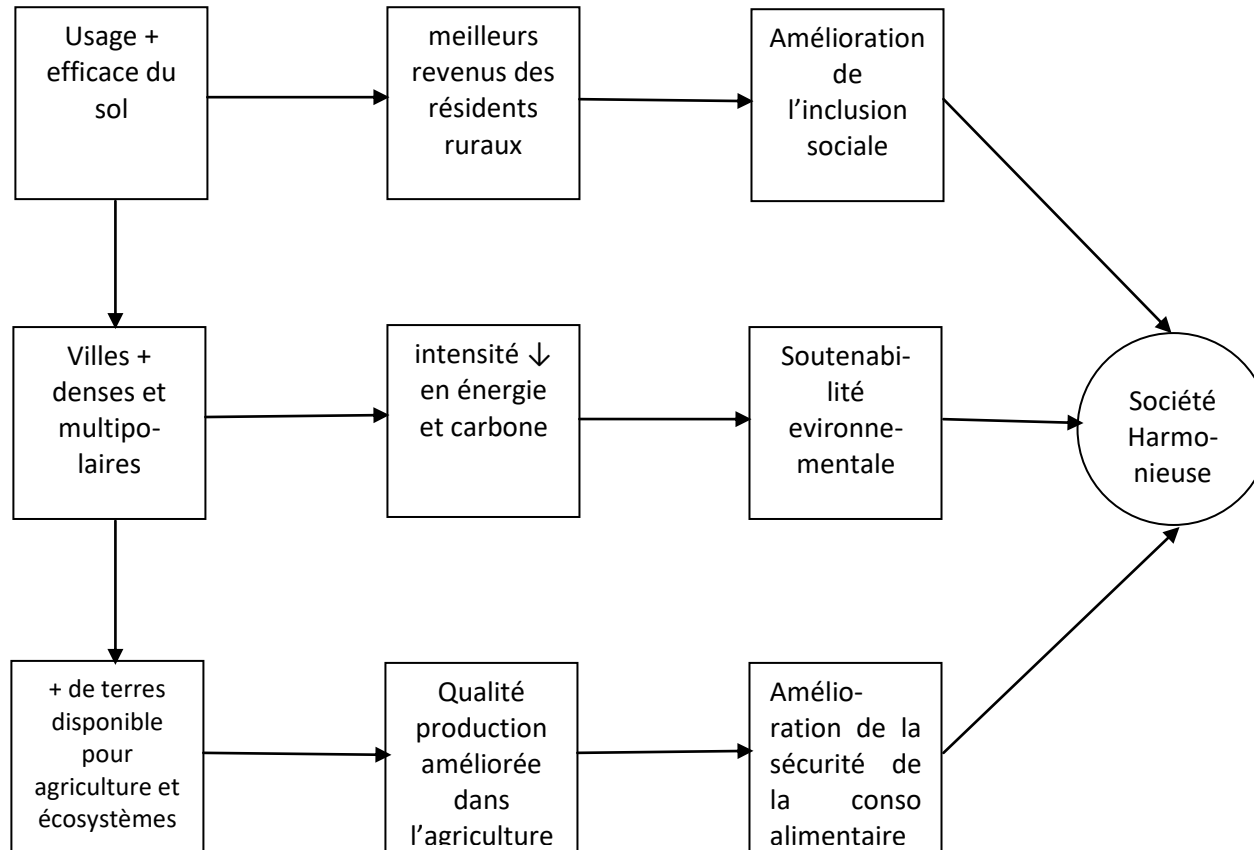 Usage +
efficace du
sol
meilleurs
revenus des
résidents
ruraux
Amélioration
de
l’inclusion
sociale
Villes +
denses et
multipo-
laires
intensité ↓
en énergie
et carbone
Soutenabi-
lité
evironne-
mentale
Société
Harmo-
nieuse
+ de terres
disponible
pour
agriculture et
écosystèmes
Qualité
production
améliorée
dans
l’agriculture
Amélio-
ration de la
sécurité de
la conso
alimentaire